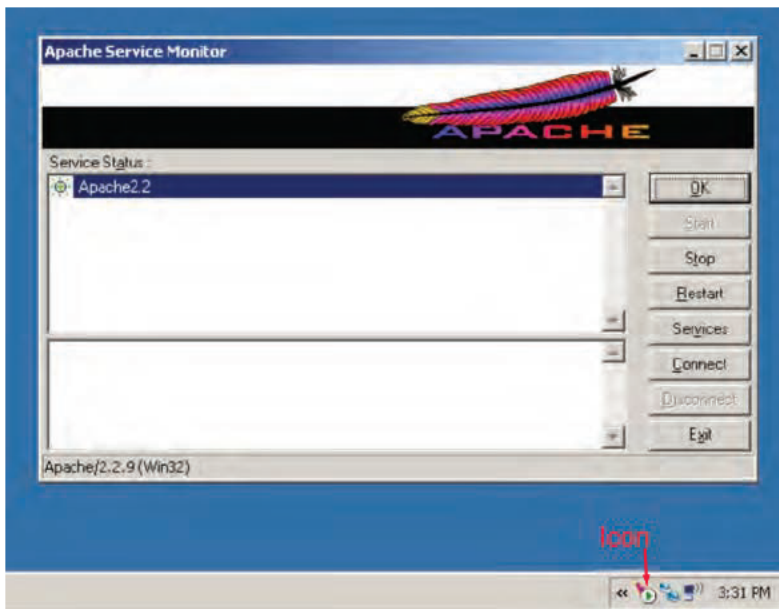 Apache Service Monitor
APACHE
Service Status :
Apache2.2
OK
Start
Stop
Restart
Services
Connect
Disconnect
Exit
Apache/2.2.9 (Win32)
Icon
« 3:31 PM